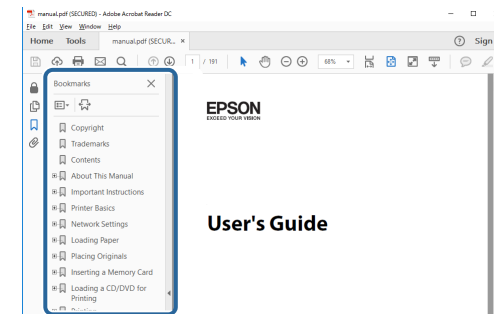 manual.pdf (SECURED) - Adobe Acrobat Reader DC
File Edit View Window Help
Home Tools manual.pdf (SECUR... × ? Sign
1 / 191 68%
Bookmarks
Copyright
Trademarks
Contents
About This Manual
Important Instructions
Printer Basics
Network Settings
Loading Paper
Placing Originals
Inserting a Memory Card
Loading a CD/DVD for
Printing
EPSON
EXCEED YOUR VISION
User's Guide